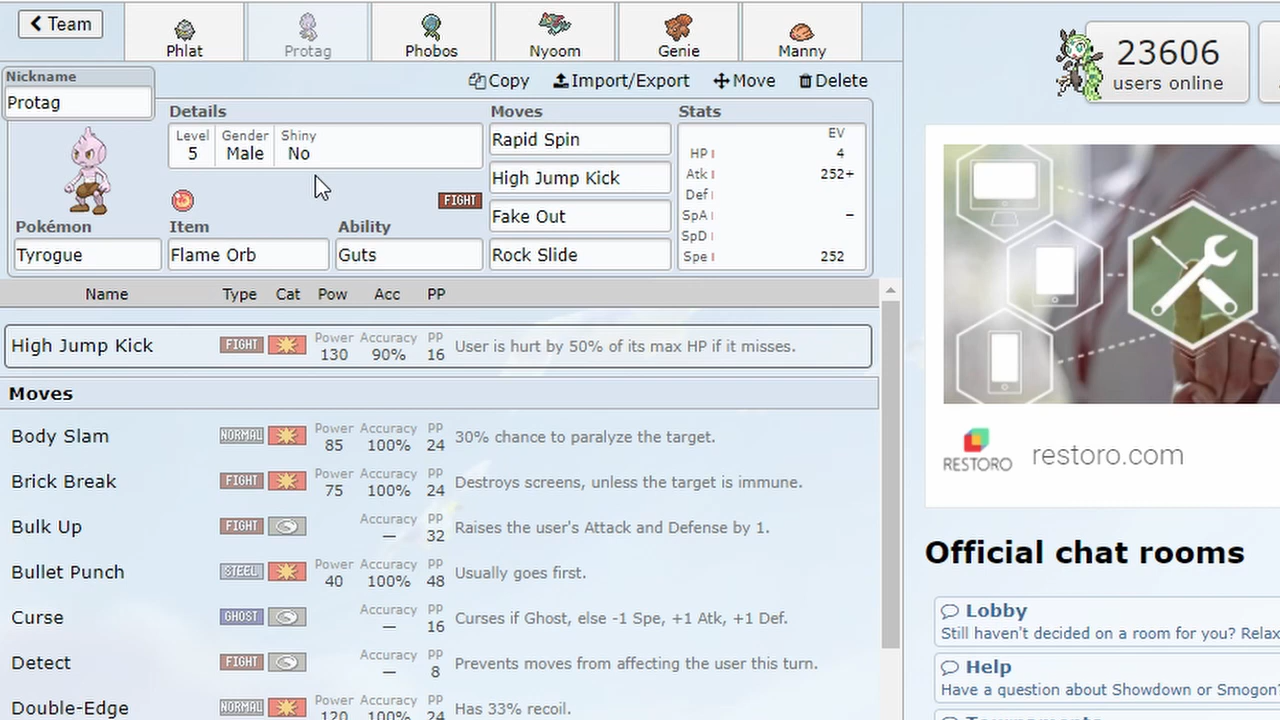 < Team
Phlat
Protag
Phobos
Nyoom
Genie
Manny
23606
users online
Nickname
Protag
Copy
Import/Export
Move
Delete
Details
Moves
Stats
Level
5
Gender
Male
Shiny
No
FIGHT
Pokémon
Tyrogue
Item
Flame Orb
Ability
Guts
Rapid Spin
High Jump Kick
Fake Out
Rock Slide
EV
HP 4
Atk 252+
Def
SpA −
SpD
Spe 252
Name Type Cat Pow Acc PP
High Jump Kick FIGHT Power 130 Accuracy 90% PP 16 User is hurt by 50% of its max HP if it misses.
Moves
Body Slam NORMAL Power 85 Accuracy 100% PP 24 30% chance to paralyze the target.
Brick Break FIGHT Power 75 Accuracy 100% PP 24 Destroys screens, unless the target is immune.
Bulk Up FIGHT Accuracy — PP 32 Raises the user's Attack and Defense by 1.
Bullet Punch STEEL Power 40 Accuracy 100% PP 48 Usually goes first.
Curse GHOST Accuracy — PP 16 Curses if Ghost, else -1 Spe, +1 Atk, +1 Def.
Detect FIGHT Accuracy — PP 8 Prevents moves from affecting the user this turn.
Double-Edge NORMAL Power 120 Accuracy 100% PP 24 Has 33% recoil.
RESTORO
restoro.com
Official chat rooms
Lobby
Still haven't decided on a room for you? Relax
Help
Have a question about Showdown or Smogon?